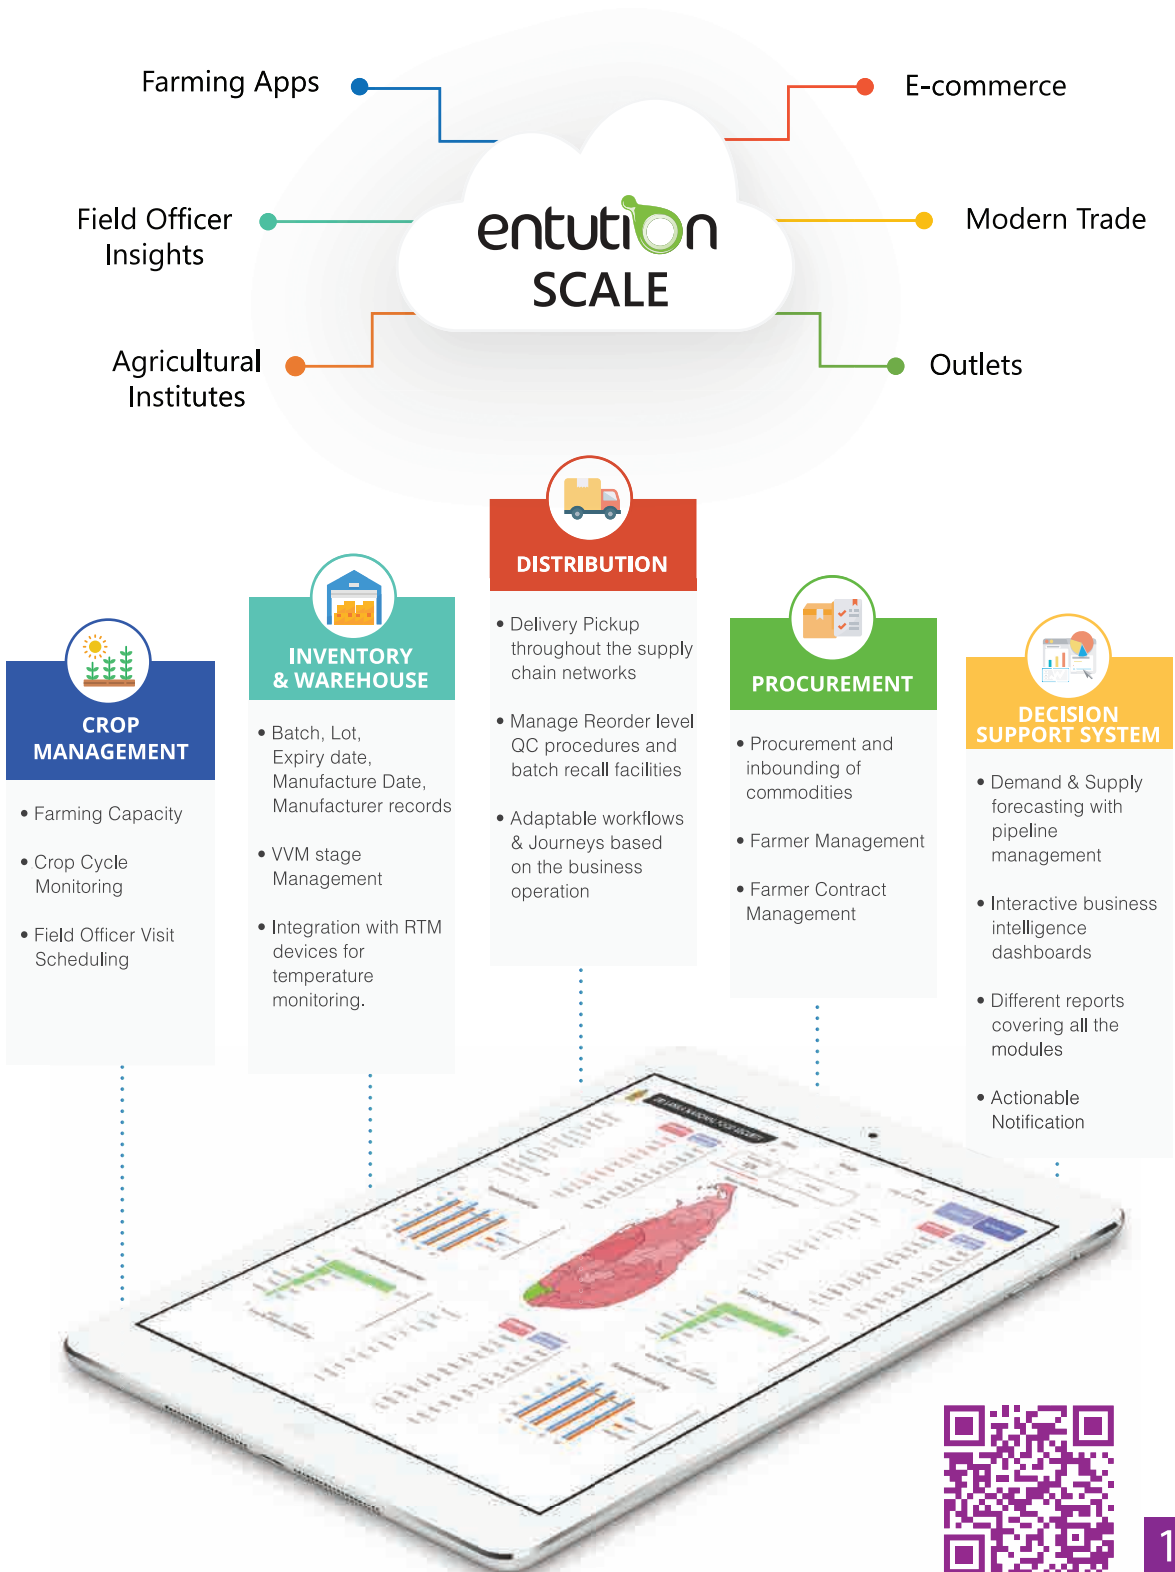 Farming Apps
E-commerce
Field Officer
Insights
Modern Trade
entution
SCALE
Agricultural
Institutes
Outlets
CROP
MANAGEMENT
• Farming Capacity
• Crop Cycle
Monitoring
• Field Officer Visit
Scheduling
INVENTORY
& WAREHOUSE
• Batch, Lot,
Expiry date,
Manufacture Date,
Manufacturer records
• VVM stage
Management
• Integration with RTM
devices for
temperature
monitoring.
DISTRIBUTION
• Delivery Pickup
throughout the supply
chain networks
• Manage Reorder level
QC procedures and
batch recall facilities
• Adaptable workflows
& Journeys based
on the business
operation
PROCUREMENT
• Procurement and
inbounding of
commodities
• Farmer Management
• Farmer Contract
Management
DECISION
SUPPORT SYSTEM
• Demand & Supply
forecasting with
pipeline
management
• Interactive business
intelligence
dashboards
• Different reports
covering all the
modules
• Actionable
Notification
1